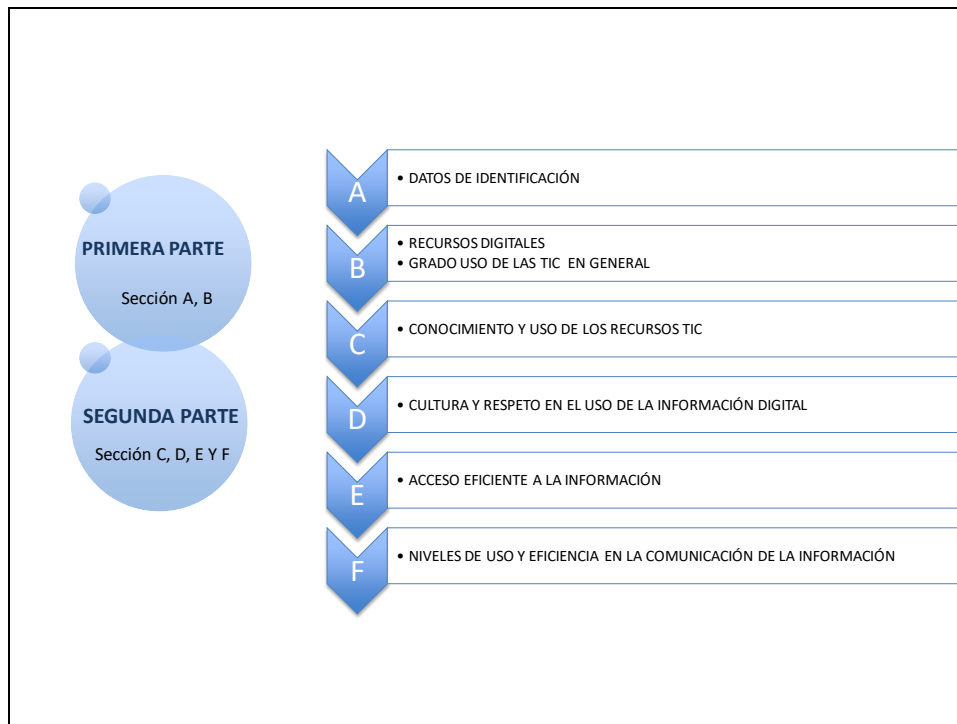 PRIMERA PARTE
Sección A, B
SEGUNDA PARTE
Sección C, D, E Y F
A
• DATOS DE IDENTIFICACIÓN
B
• RECURSOS DIGITALES
• GRADO USO DE LAS TIC EN GENERAL
C
• CONOCIMIENTO Y USO DE LOS RECURSOS TIC
D
• CULTURA Y RESPETO EN EL USO DE LA INFORMACIÓN DIGITAL
E
• ACCESO EFICIENTE A LA INFORMACIÓN
F
• NIVELES DE USO Y EFICIENCIA EN LA COMUNICACIÓN DE LA INFORMACIÓN